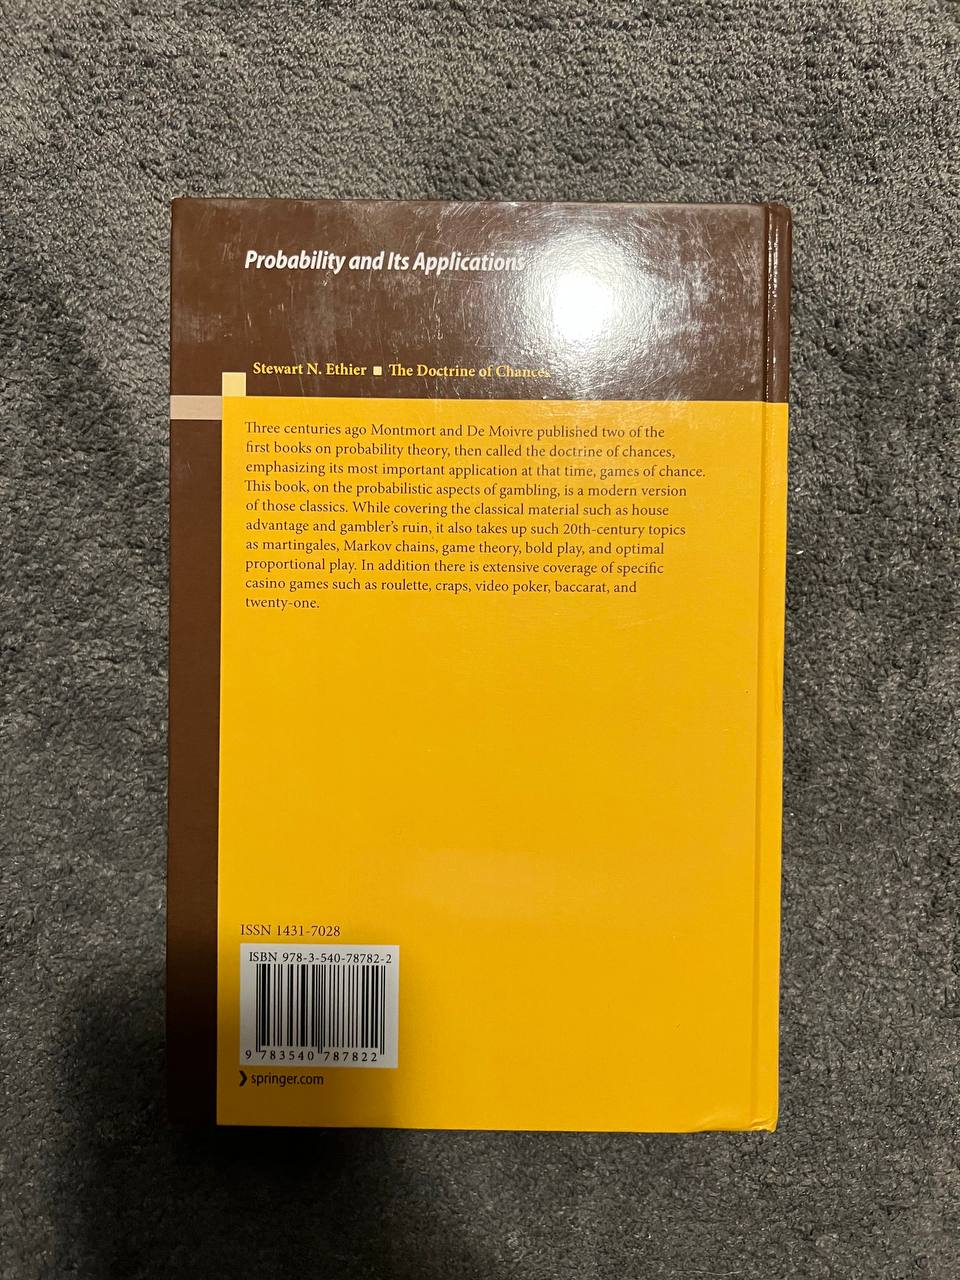 Probability and Its Applications
Stewart N. Ethier ■ The Doctrine of Chances
Three centuries ago Montmort and De Moivre published two of the
first books on probability theory, then called the doctrine of chances,
emphasizing its most important application at that time, games of chance.
This book, on the probabilistic aspects of gambling, is a modern version
of those classics. While covering the classical material such as house
advantage and gambler's ruin, it also takes up such 20th-century topics
as martingales, Markov chains, game theory, bold play, and optimal
proportional play. In addition there is extensive coverage of specific
casino games such as roulette, craps, video poker, baccarat, and
twenty-one.
ISSN 1431-7028
ISBN 978-3-540-78782-2
9 783540 787822
❯ springer.com